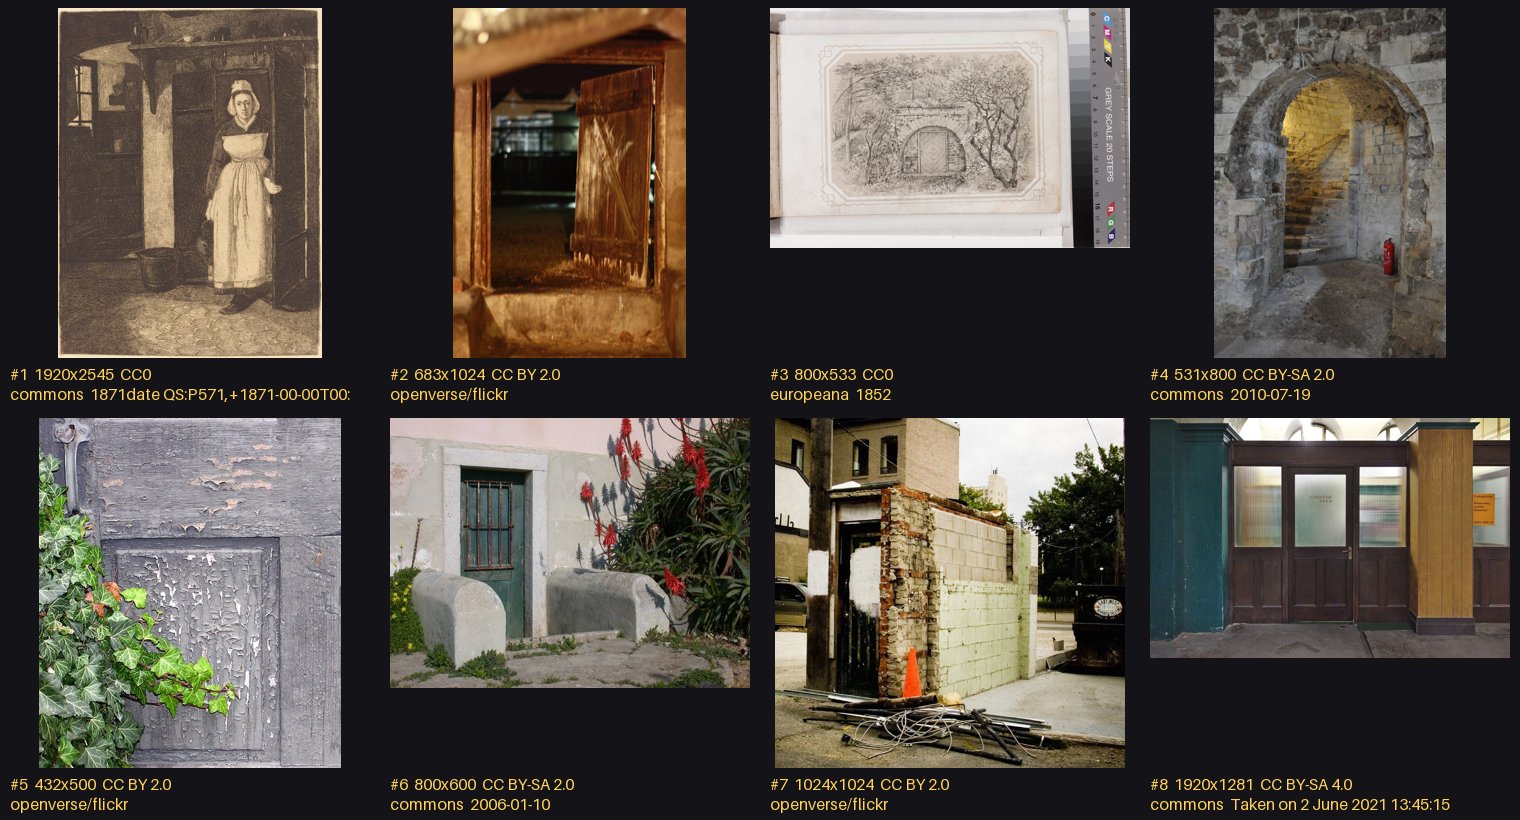 GREY SCALE 20 STEPS
C
M
Y
K
R
G
B
#1 1920x2545 CC0
commons 1871date QS:P571,+1871-00-00T00:
#2 683x1024 CC BY 2.0
openverse/flickr
#3 800x533 CC0
europeana 1852
#4 531x800 CC BY-SA 2.0
commons 2010-07-19
#5 432x500 CC BY 2.0
openverse/flickr
#6 800x600 CC BY-SA 2.0
commons 2006-01-10
#7 1024x1024 CC BY 2.0
openverse/flickr
#8 1920x1281 CC BY-SA 4.0
commons Taken on 2 June 2021 13:45:15